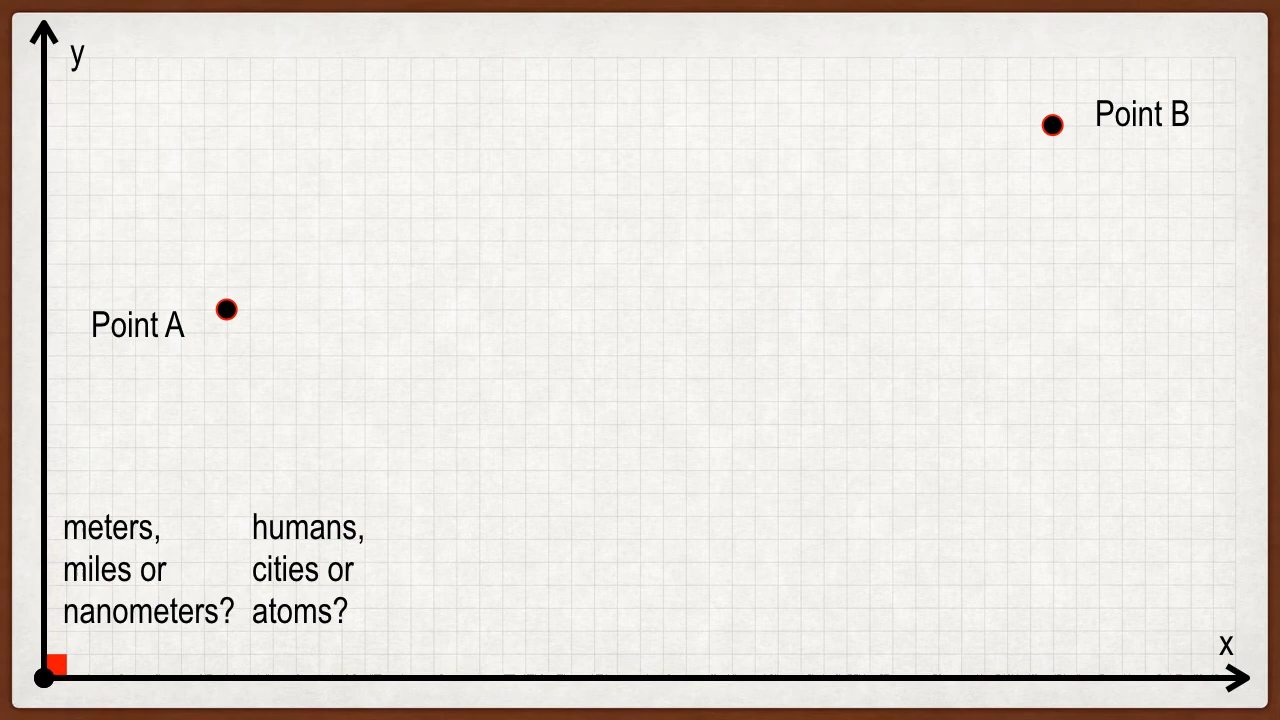 y
Point B
Point A
meters,
miles or
nanometers?
humans,
cities or
atoms?
x